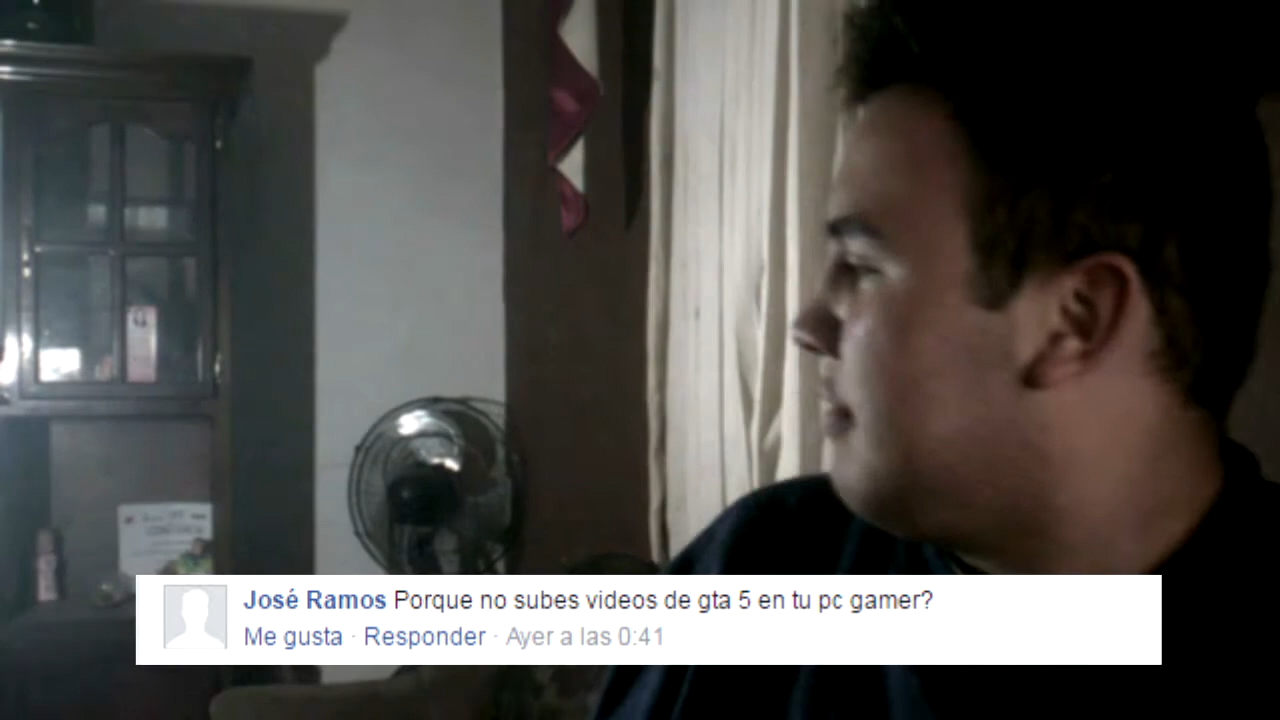 José Ramos Porque no subes videos de gta 5 en tu pc gamer?
Me gusta · Responder · Ayer a las 0:41